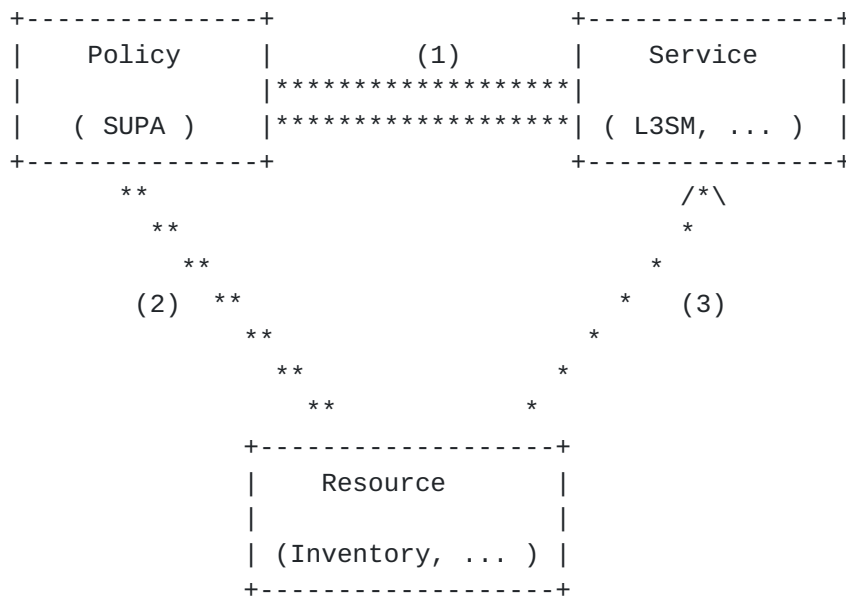 Policy (1) Service
( SUPA ) ( L3SM, ... )
(2) (3)
Resource
(Inventory, ... )